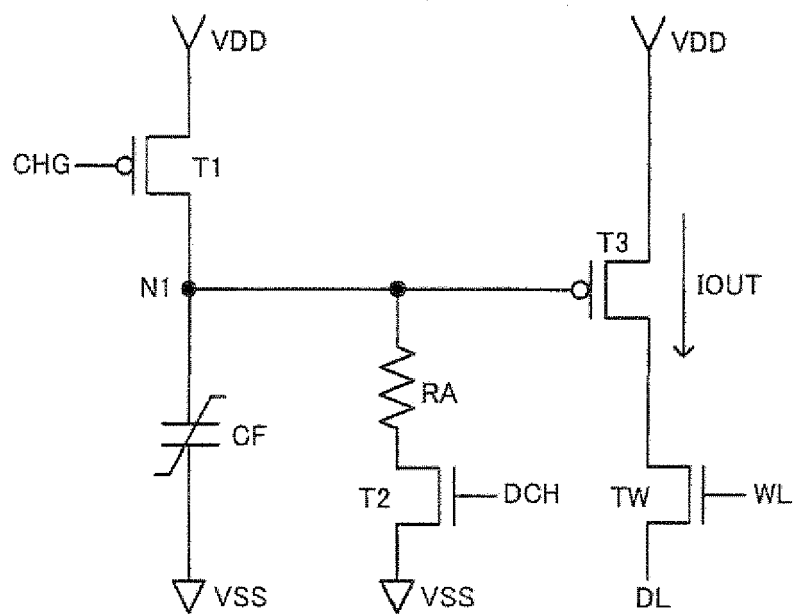 VDD
VDD
CHG
T1
T3
N1
IOUT
RA
CF
T2
DCH
TW
WL
VSS
VSS
DL